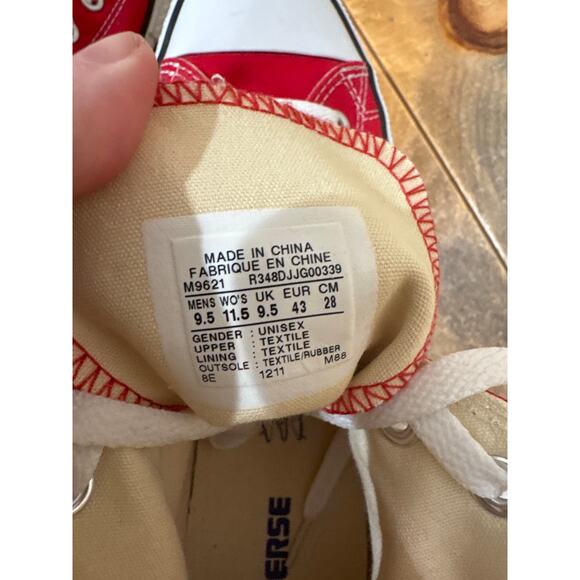 MADE IN CHINA
FABRIQUE EN CHINE
M9621 R348DJJG00339
MENS WO'S UK EUR CM
9.5 11.5 9.5 43 28
GENDER : UNISEX
UPPER : TEXTILE
LINING : TEXTILE
OUTSOLE : TEXTILE/RUBBER
8E 1211 M88
ERSE